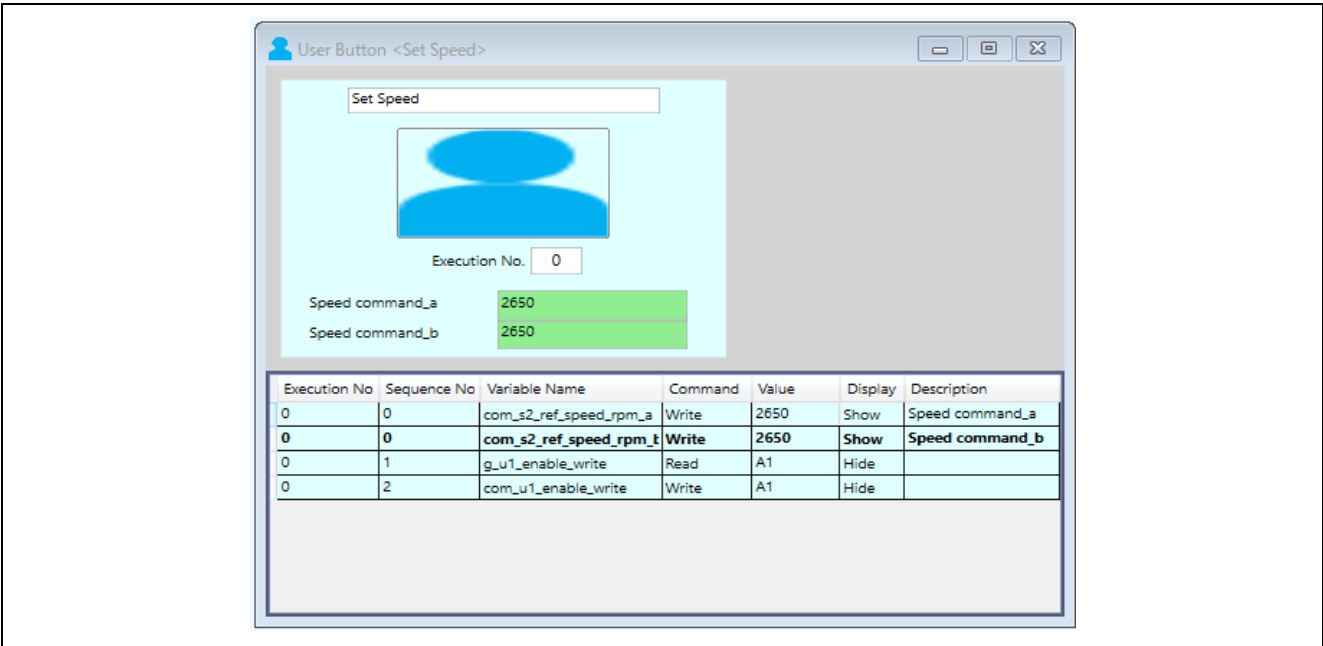 User Button <Set Speed>
Set Speed
Execution No. 0
Speed command_a 2650
Speed command_b 2650
Execution No Sequence No Variable Name Command Value Display Description
0 0 com_s2_ref_speed_rpm_a Write 2650 Show Speed command_a
0 0 com_s2_ref_speed_rpm_b Write 2650 Show Speed command_b
0 1 g_u1_enable_write Read A1 Hide
0 2 com_u1_enable_write Write A1 Hide